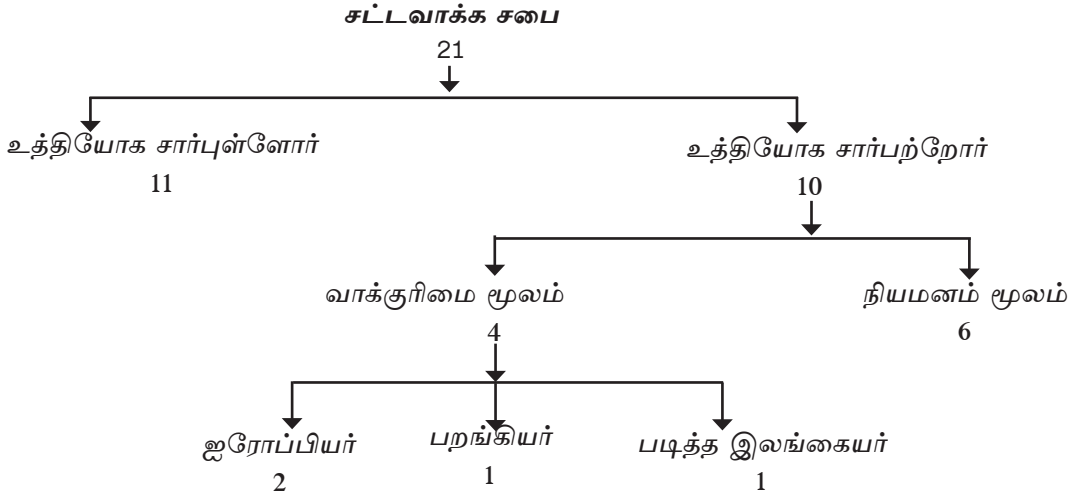 சட்டவாக்க சபை
21
உத்தியோக சார்புள்ளோர்
11
உத்தியோக சார்பற்றோர்
10
வாக்குரிமை மூலம்
4
நியமனம் மூலம்
6
ஐரோப்பியர்
2
பறங்கியர்
1
படித்த இலங்கையர்
1